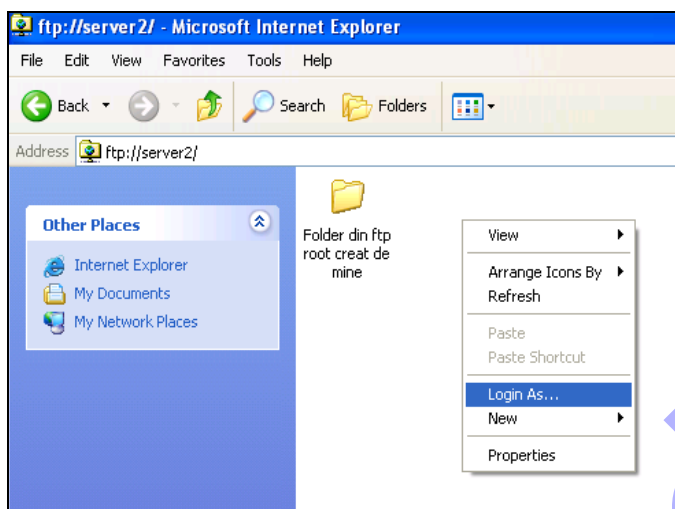 ftp://server2/ - Microsoft Internet Explorer
File Edit View Favorites Tools Help
Back Search Folders
Address ftp://server2/
Other Places
Internet Explorer
My Documents
My Network Places
Folder din ftp
root creat de
mine
View
Arrange Icons By
Refresh
Paste
Paste Shortcut
Login As...
New
Properties